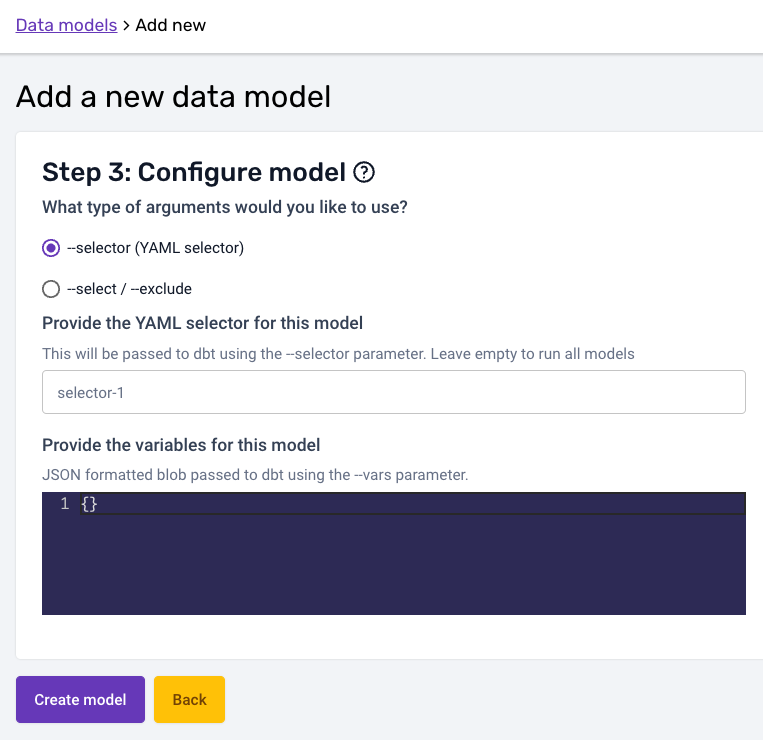 Data models > Add new
Add a new data model
Step 3: Configure model ?
What type of arguments would you like to use?
--selector (YAML selector)
--select / --exclude
Provide the YAML selector for this model
This will be passed to dbt using the --selector parameter. Leave empty to run all models
selector-1
Provide the variables for this model
JSON formatted blob passed to dbt using the --vars parameter.
1 {}
Create model
Back